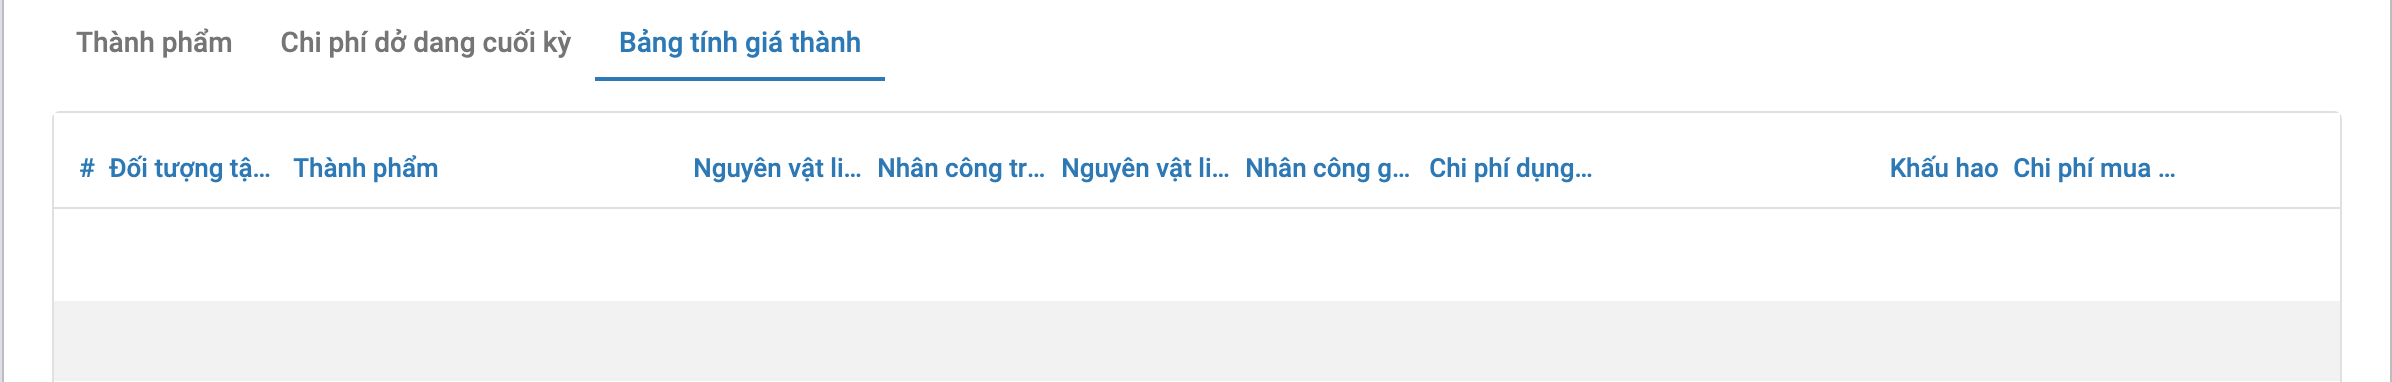 Thành phẩm Chi phí dở dang cuối kỳ Bảng tính giá thành
# Đối tượng tậ... Thành phẩm Nguyên vật li... Nhân công tr... Nguyên vật li... Nhân công g... Chi phí dụng... Khấu hao Chi phí mua ...